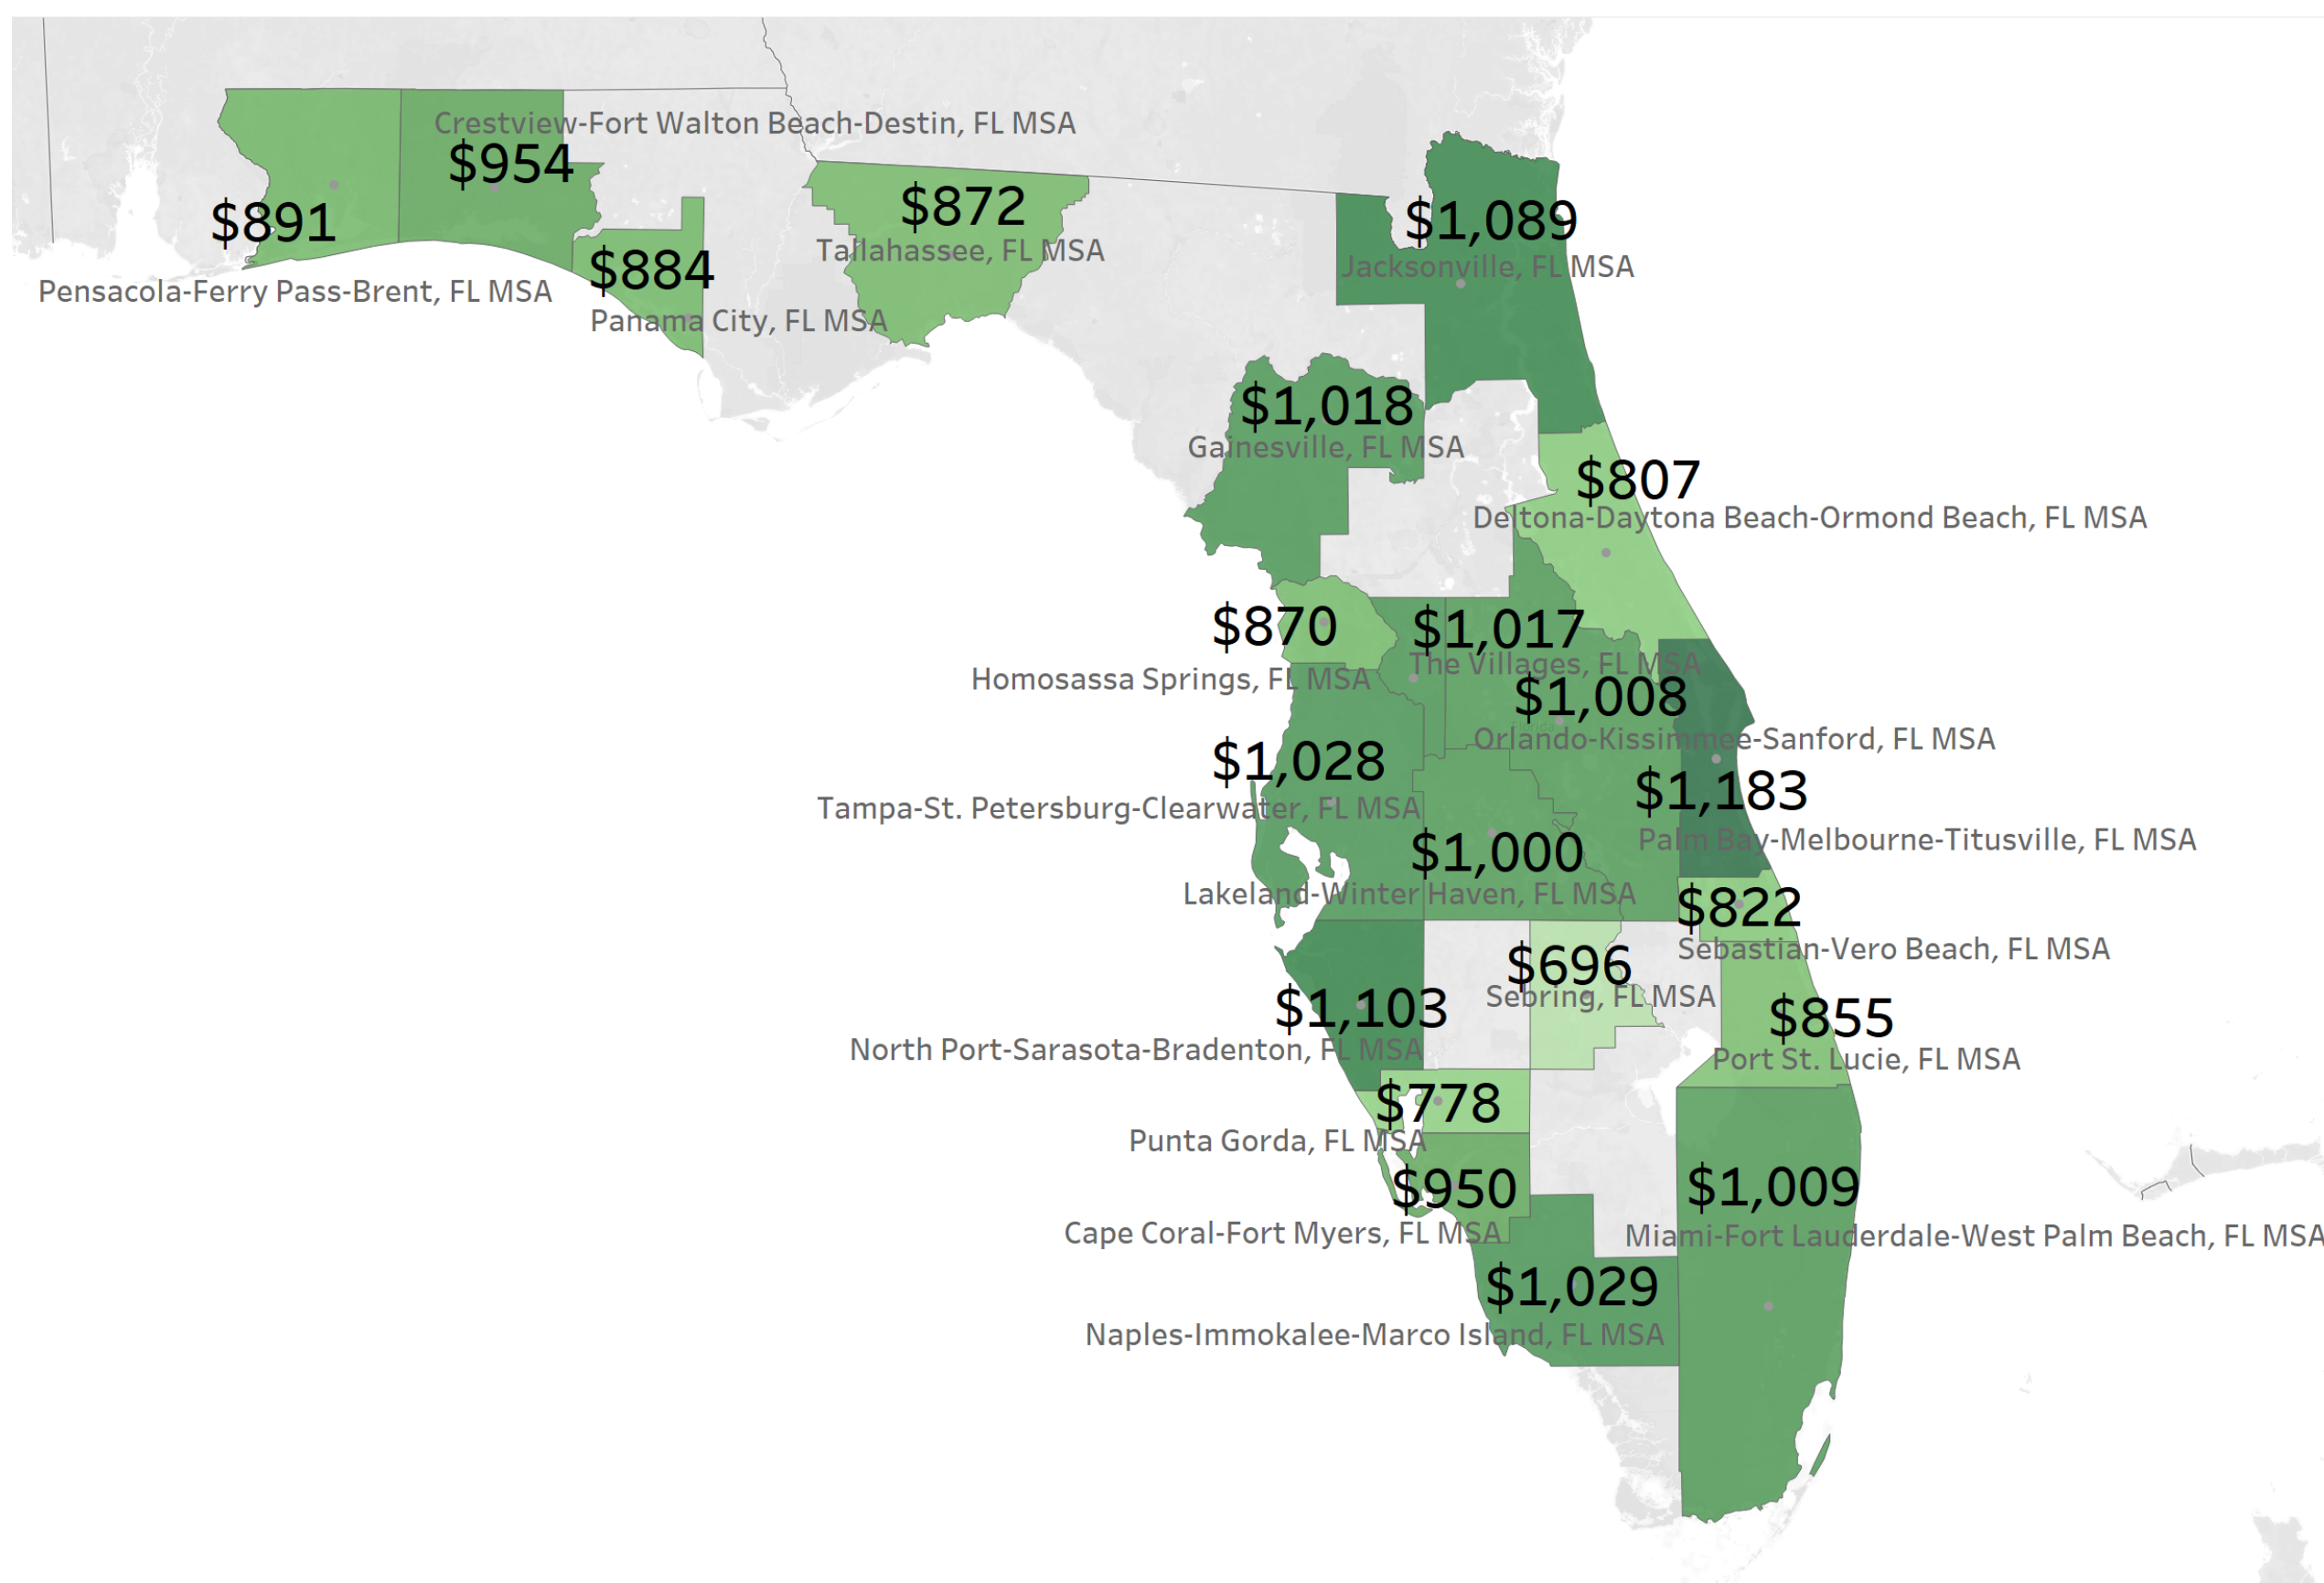 Crestview-Fort Walton Beach-Destin, FL MSA
$954
$891
Pensacola-Ferry Pass-Brent, FL MSA
$884
Panama City, FL MSA
$872
Tallahassee, FL MSA
$1,089
Jacksonville, FL MSA
$1,018
Gainesville, FL MSA
$807
Deltona-Daytona Beach-Ormond Beach, FL MSA
$870
Homosassa Springs, FL MSA
$1,017
The Villages, FL MSA
$1,008
Florida
Orlando-Kissimmee-Sanford, FL MSA
$1,028
Tampa-St. Petersburg-Clearwater, FL MSA
$1,183
Palm Bay-Melbourne-Titusville, FL MSA
$1,000
Lakeland-Winter Haven, FL MSA
$822
Sebastian-Vero Beach, FL MSA
$696
Sebring, FL MSA
$1,103
North Port-Sarasota-Bradenton, FL MSA
$855
Port St. Lucie, FL MSA
$778
Punta Gorda, FL MSA
$950
Cape Coral-Fort Myers, FL MSA
$1,009
Miami-Fort Lauderdale-West Palm Beach, FL MSA
$1,029
Naples-Immokalee-Marco Island, FL MSA